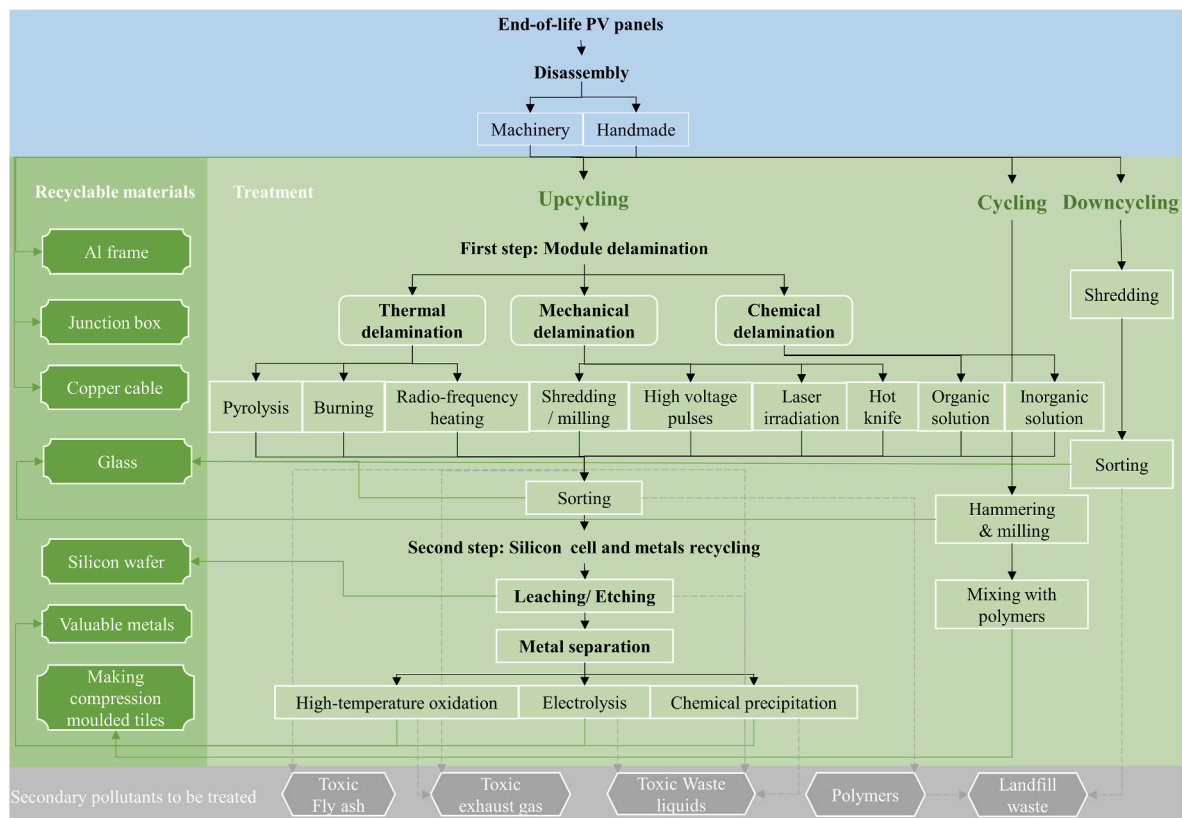 End-of-life PV panels
Disassembly
Machinery
Handmade
Recyclable materials
Treatment
Upcycling
Cycling
Downcycling
Al frame
First step: Module delamination
Shredding
Junction box
Thermal
delamination
Mechanical
delamination
Chemical
delamination
Copper cable
Pyrolysis
Burning
Radio-frequency
heating
Shredding
/ milling
High voltage
pulses
Laser
irradiation
Hot
knife
Organic
solution
Inorganic
solution
Glass
Sorting
Sorting
Hammering
& milling
Second step: Silicon cell and metals recycling
Silicon wafer
Leaching/ Etching
Mixing with
polymers
Valuable metals
Metal separation
Making
compression
moulded tiles
High-temperature oxidation
Electrolysis
Chemical precipitation
Secondary pollutants to be treated
Toxic
Fly ash
Toxic
exhaust gas
Toxic Waste
liquids
Polymers
Landfill
waste